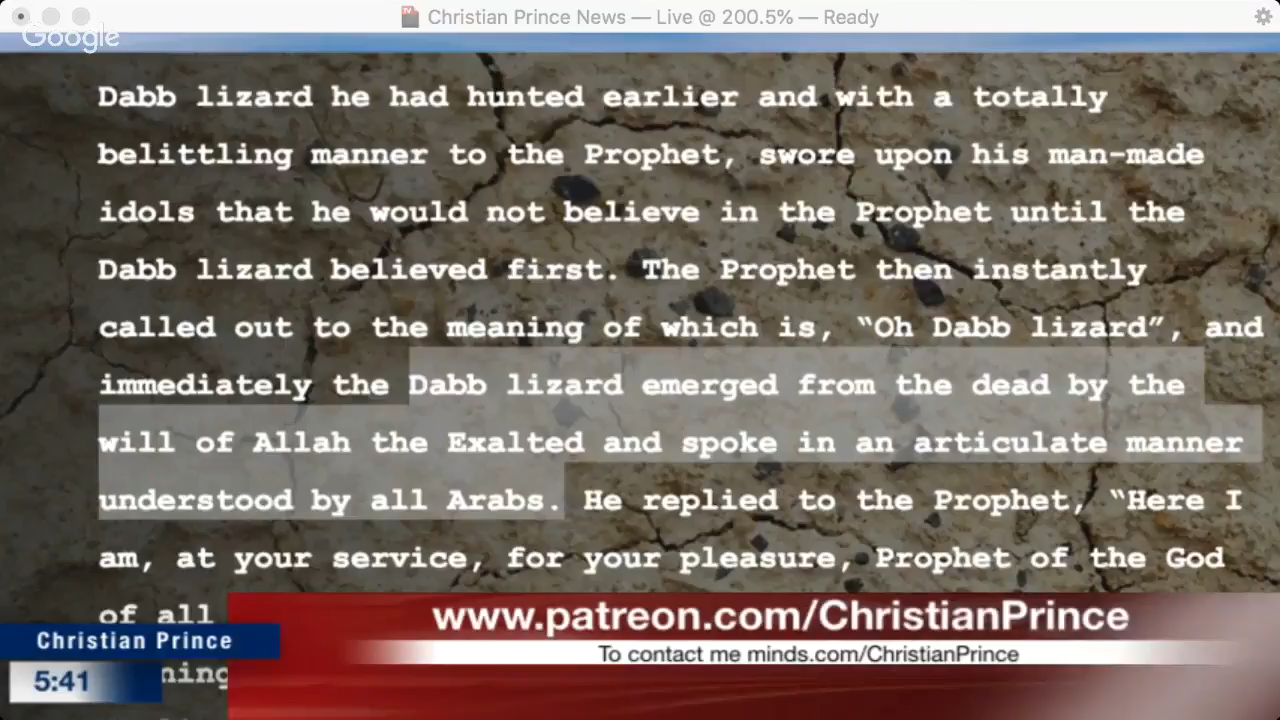 Christian Prince News — Live @ 200.5% — Ready
Google
Dabb lizard he had hunted earlier and with a totally
belittling manner to the Prophet, swore upon his man-made
idols that he would not believe in the Prophet until the
Dabb lizard believed first. The Prophet then instantly
called out to the meaning of which is, “Oh Dabb lizard”, and
immediately the Dabb lizard emerged from the dead by the
will of Allah the Exalted and spoke in an articulate manner
understood by all Arabs. He replied to the Prophet, “Here I
am, at your service, for your pleasure, Prophet of the God
of all
www.patreon.com/ChristianPrince
Christian Prince
To contact me minds.com/ChristianPrince
5:41